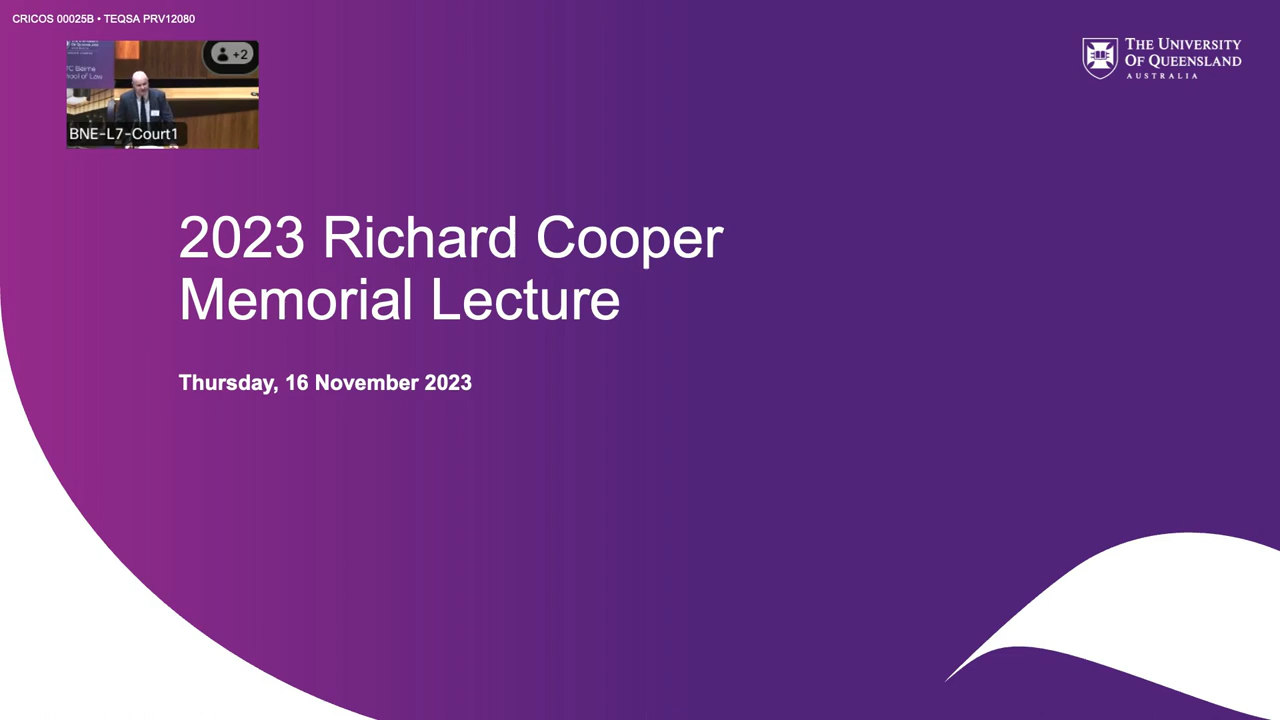 CRICOS 00025B • TEQSA PRV12080
+2
BNE-L7-Court1
THE UNIVERSITY
OF QUEENSLAND
AUSTRALIA
2023 Richard Cooper
Memorial Lecture
Thursday, 16 November 2023